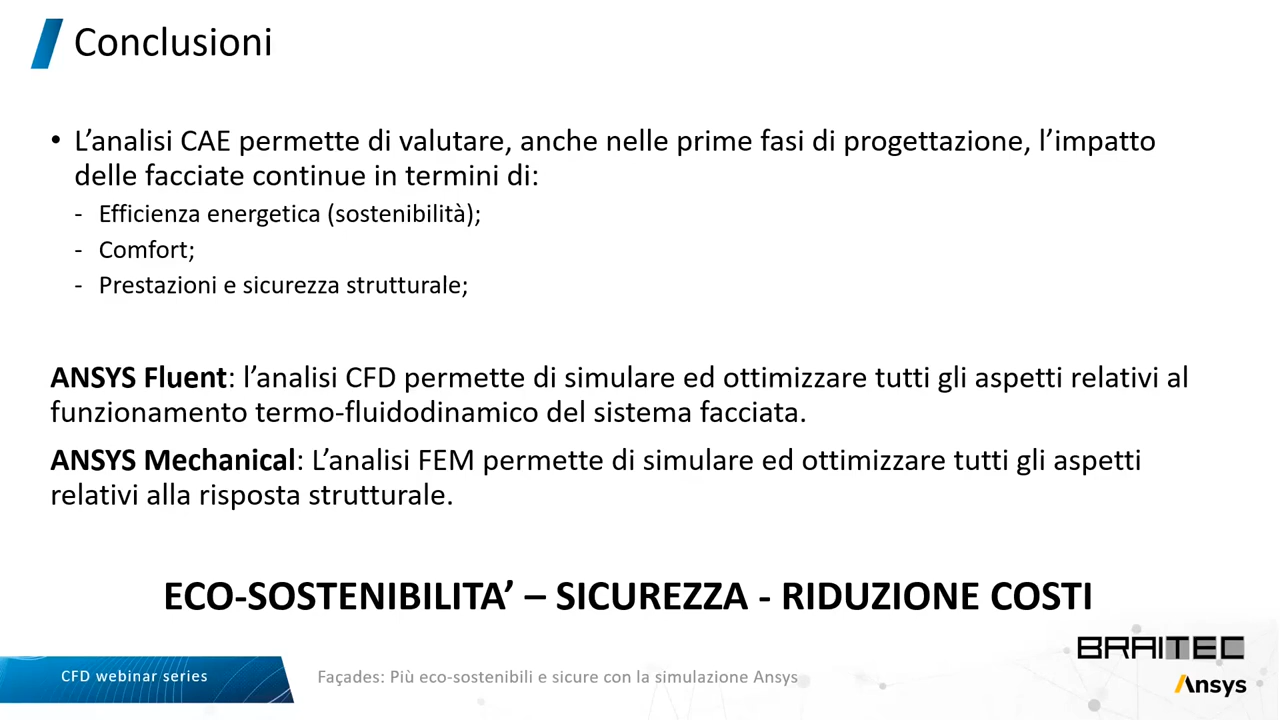 Conclusioni
• L’analisi CAE permette di valutare, anche nelle prime fasi di progettazione, l’impatto
delle facciate continue in termini di:
- Efficienza energetica (sostenibilità);
- Comfort;
- Prestazioni e sicurezza strutturale;
ANSYS Fluent: l’analisi CFD permette di simulare ed ottimizzare tutti gli aspetti relativi al
funzionamento termo-fluidodinamico del sistema facciata.
ANSYS Mechanical: L’analisi FEM permette di simulare ed ottimizzare tutti gli aspetti
relativi alla risposta strutturale.
ECO-SOSTENIBILITA’ – SICUREZZA - RIDUZIONE COSTI
BRAITEC
CFD webinar series
Façades: Più eco-sostenibili e sicure con la simulazione Ansys
Ansys